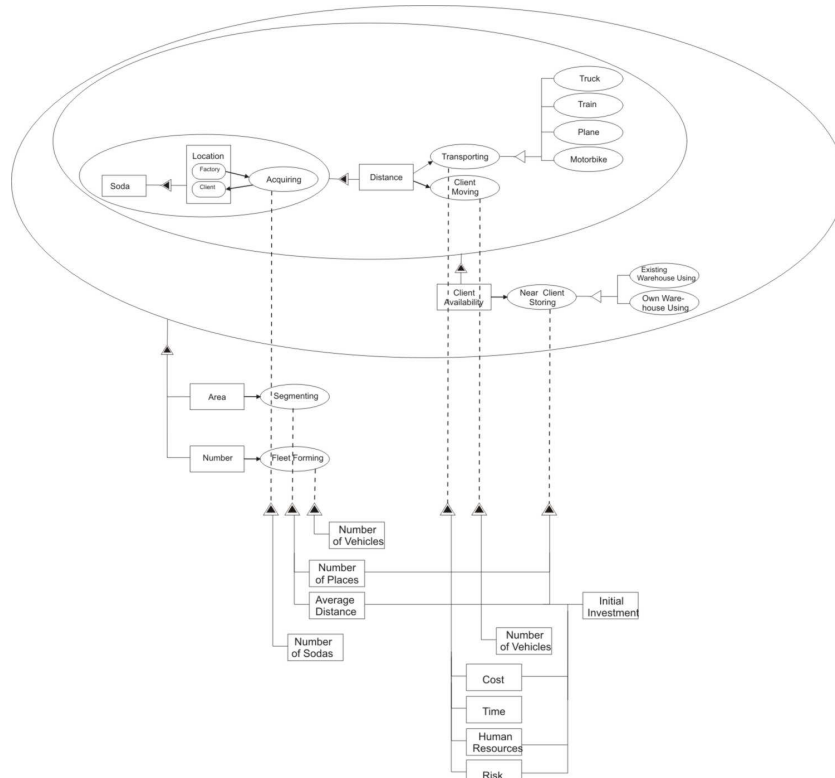 Truck
Train
Plane
Motorbike
Transporting
Location
Factory
Client
Soda
Acquiring
Distance
Client
Moving
Client
Availability
Near Client
Storing
Existing
Warehouse Using
Own Ware-
house Using
Area
Segmenting
Number
Fleet Forming
Number
of Vehicles
Number
of Places
Average
Distance
Initial
Investment
Number
of Sodas
Number
of Vehicles
Cost
Time
Human
Resources
Risk